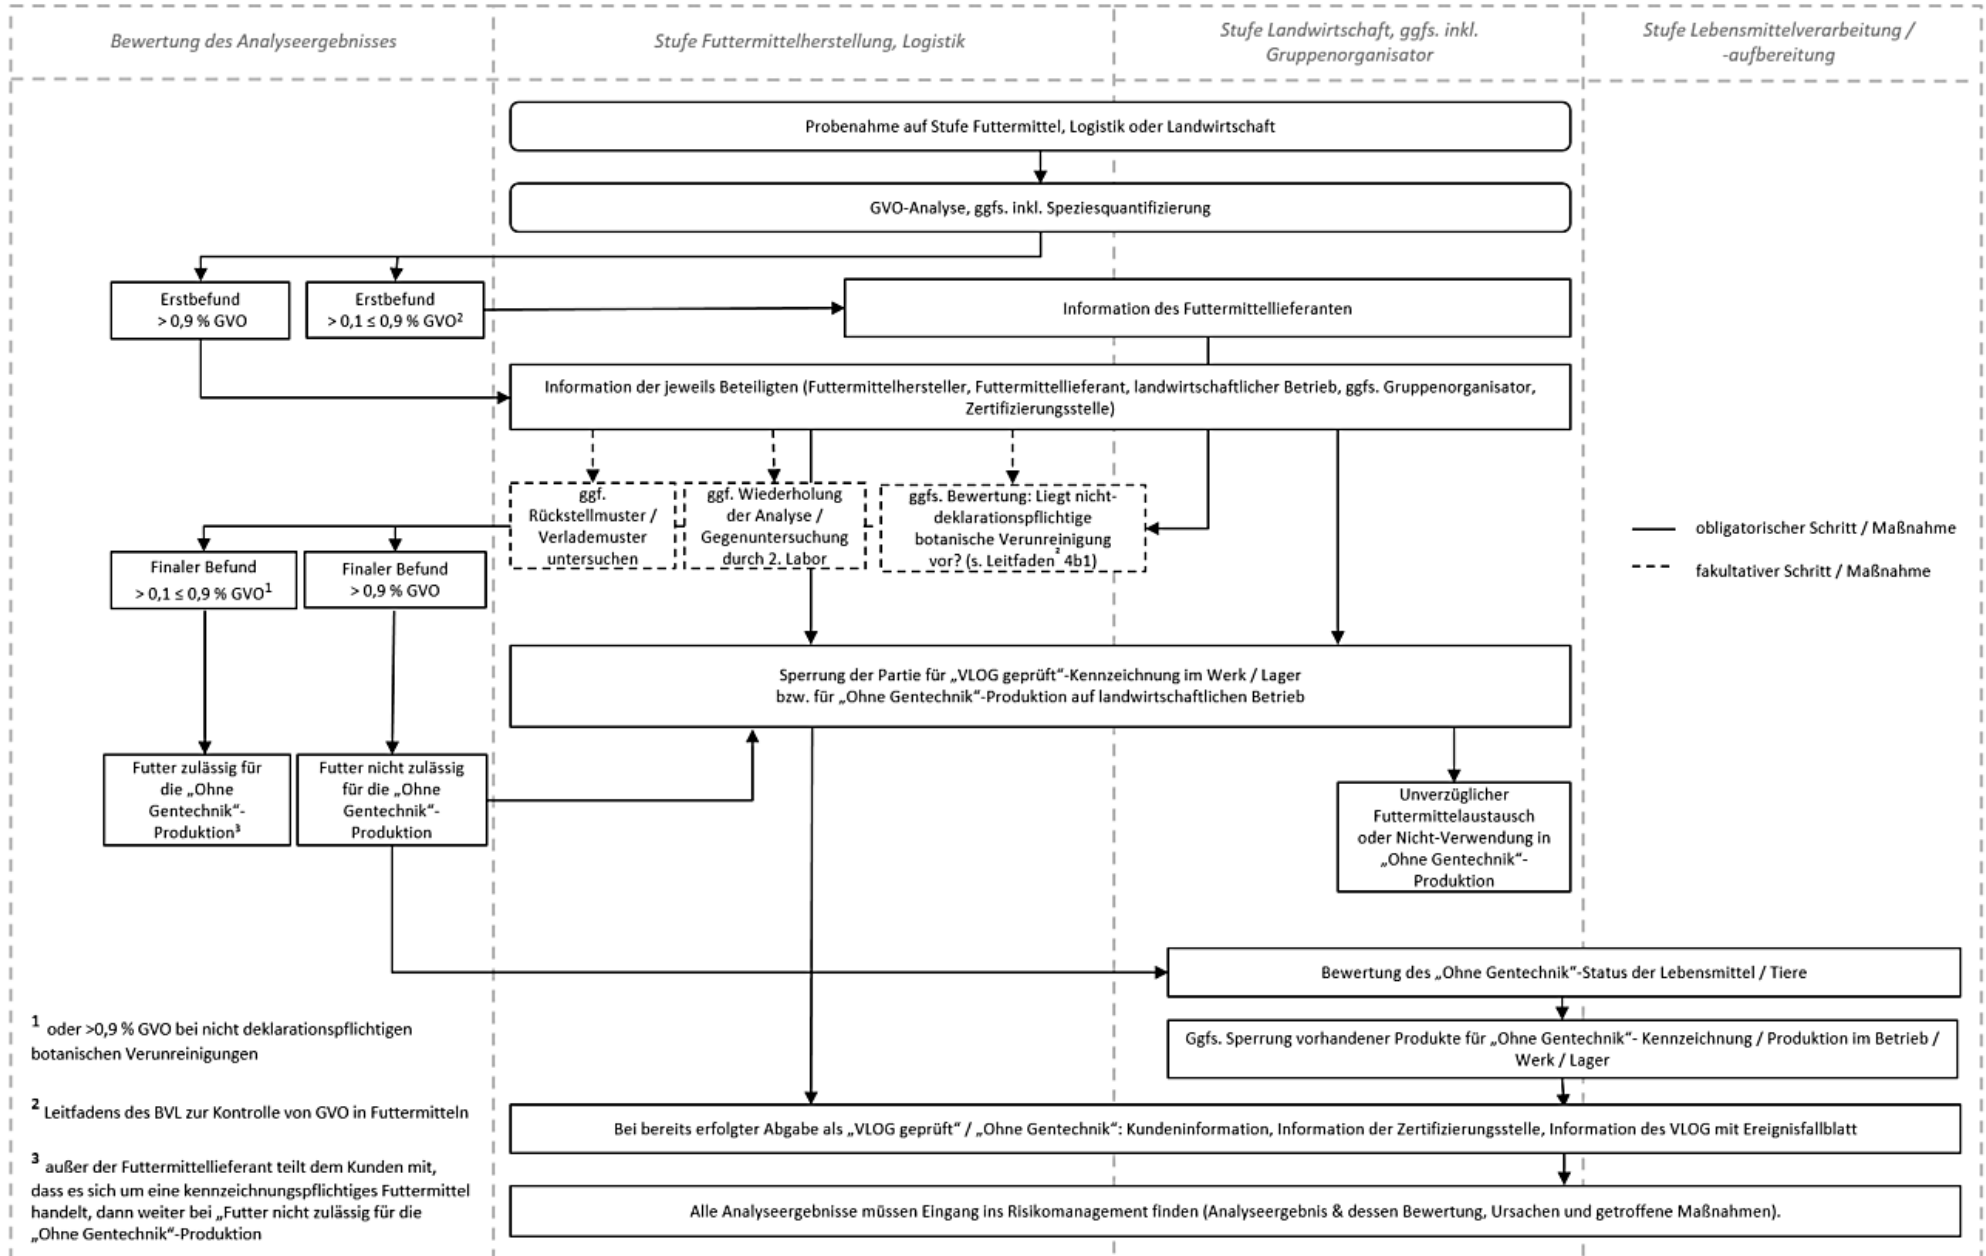 Bewertung des Analyseergebnisses
Stufe Futtermittelherstellung, Logistik
Stufe Landwirtschaft, ggfs. inkl.
Gruppenorganisator
Stufe Lebensmittelverarbeitung /
-aufbereitung
Probenahme auf Stufe Futtermittel, Logistik oder Landwirtschaft
GVO-Analyse, ggfs. inkl. Speziesquantifizierung
Erstbefund
> 0,9 % GVO
Erstbefund
> 0,1 ≤ 0,9 % GVO²
Information des Futtermittellieferanten
Information der jeweils Beteiligten (Futtermittelhersteller, Futtermittellieferant, landwirtschaftlicher Betrieb, ggfs. Gruppenorganisator,
Zertifizierungsstelle)
ggf.
Rückstellmuster /
Verlademuster
untersuchen
ggf. Wiederholung
der Analyse /
Gegenuntersuchung
durch 2. Labor
ggfs. Bewertung: Liegt nicht-
deklarationspflichtige
botanische Verunreinigung
vor? (s. Leitfaden² 4b1)
obligatorischer Schritt / Maßnahme
fakultativer Schritt / Maßnahme
Finaler Befund
> 0,1 ≤ 0,9 % GVO¹
Finaler Befund
> 0,9 % GVO
Sperrung der Partie für „VLOG geprüft“-Kennzeichnung im Werk / Lager
bzw. für „Ohne Gentechnik“-Produktion auf landwirtschaftlichen Betrieb
Futter zulässig für
die „Ohne
Gentechnik“-
Produktion³
Futter nicht zulässig
für die „Ohne
Gentechnik“-
Produktion
Unverzüglicher
Futtermittelaustausch
oder Nicht-Verwendung in
„Ohne Gentechnik“-
Produktion
Bewertung des „Ohne Gentechnik“-Status der Lebensmittel / Tiere
Ggfs. Sperrung vorhandener Produkte für „Ohne Gentechnik“- Kennzeichnung / Produktion im Betrieb /
Werk / Lager
Bei bereits erfolgter Abgabe als „VLOG geprüft“ / „Ohne Gentechnik“: Kundeninformation, Information der Zertifizierungsstelle, Information des VLOG mit Ereignisfallblatt
Alle Analyseergebnisse müssen Eingang ins Risikomanagement finden (Analyseergebnis & dessen Bewertung, Ursachen und getroffene Maßnahmen).
¹ oder >0,9 % GVO bei nicht deklarationspflichtigen
botanischen Verunreinigungen
² Leitfadens des BVL zur Kontrolle von GVO in Futtermitteln
³ außer der Futtermittellieferant teilt dem Kunden mit,
dass es sich um eine kennzeichnungspflichtiges Futtermittel
handelt, dann weiter bei „Futter nicht zulässig für die
„Ohne Gentechnik“-Produktion